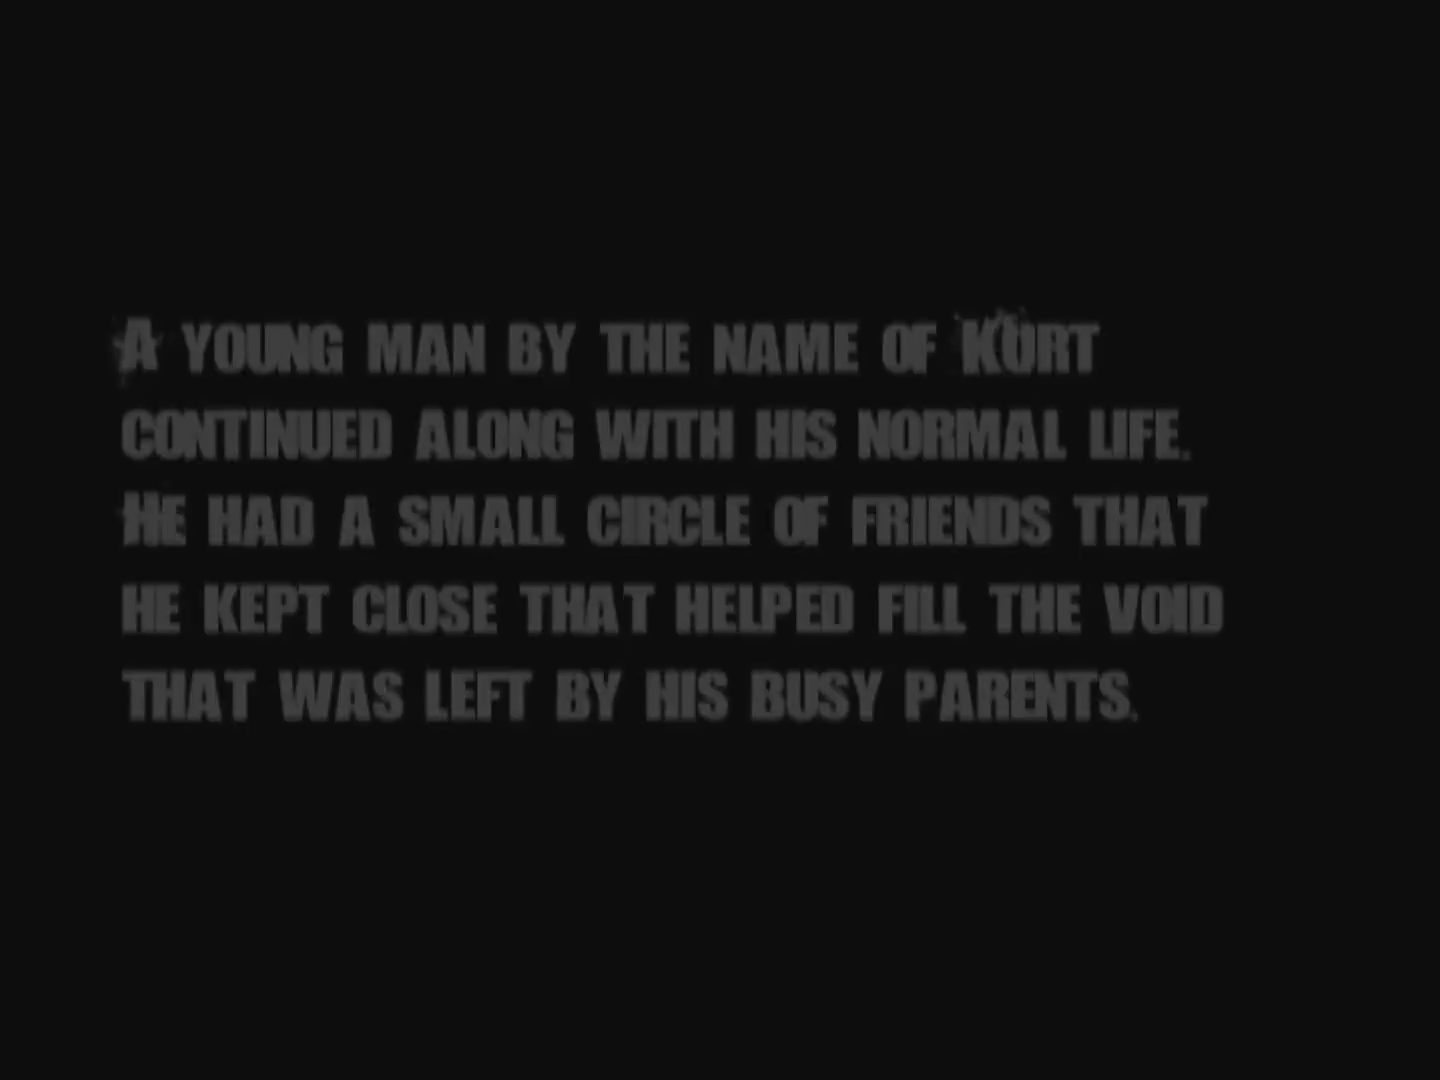 A YOUNG MAN BY THE NAME OF KURT
CONTINUED ALONG WITH HIS NORMAL LIFE.
HE HAD A SMALL CIRCLE OF FRIENDS THAT
HE KEPT CLOSE THAT HELPED FILL THE VOID
THAT WAS LEFT BY HIS BUSY PARENTS.